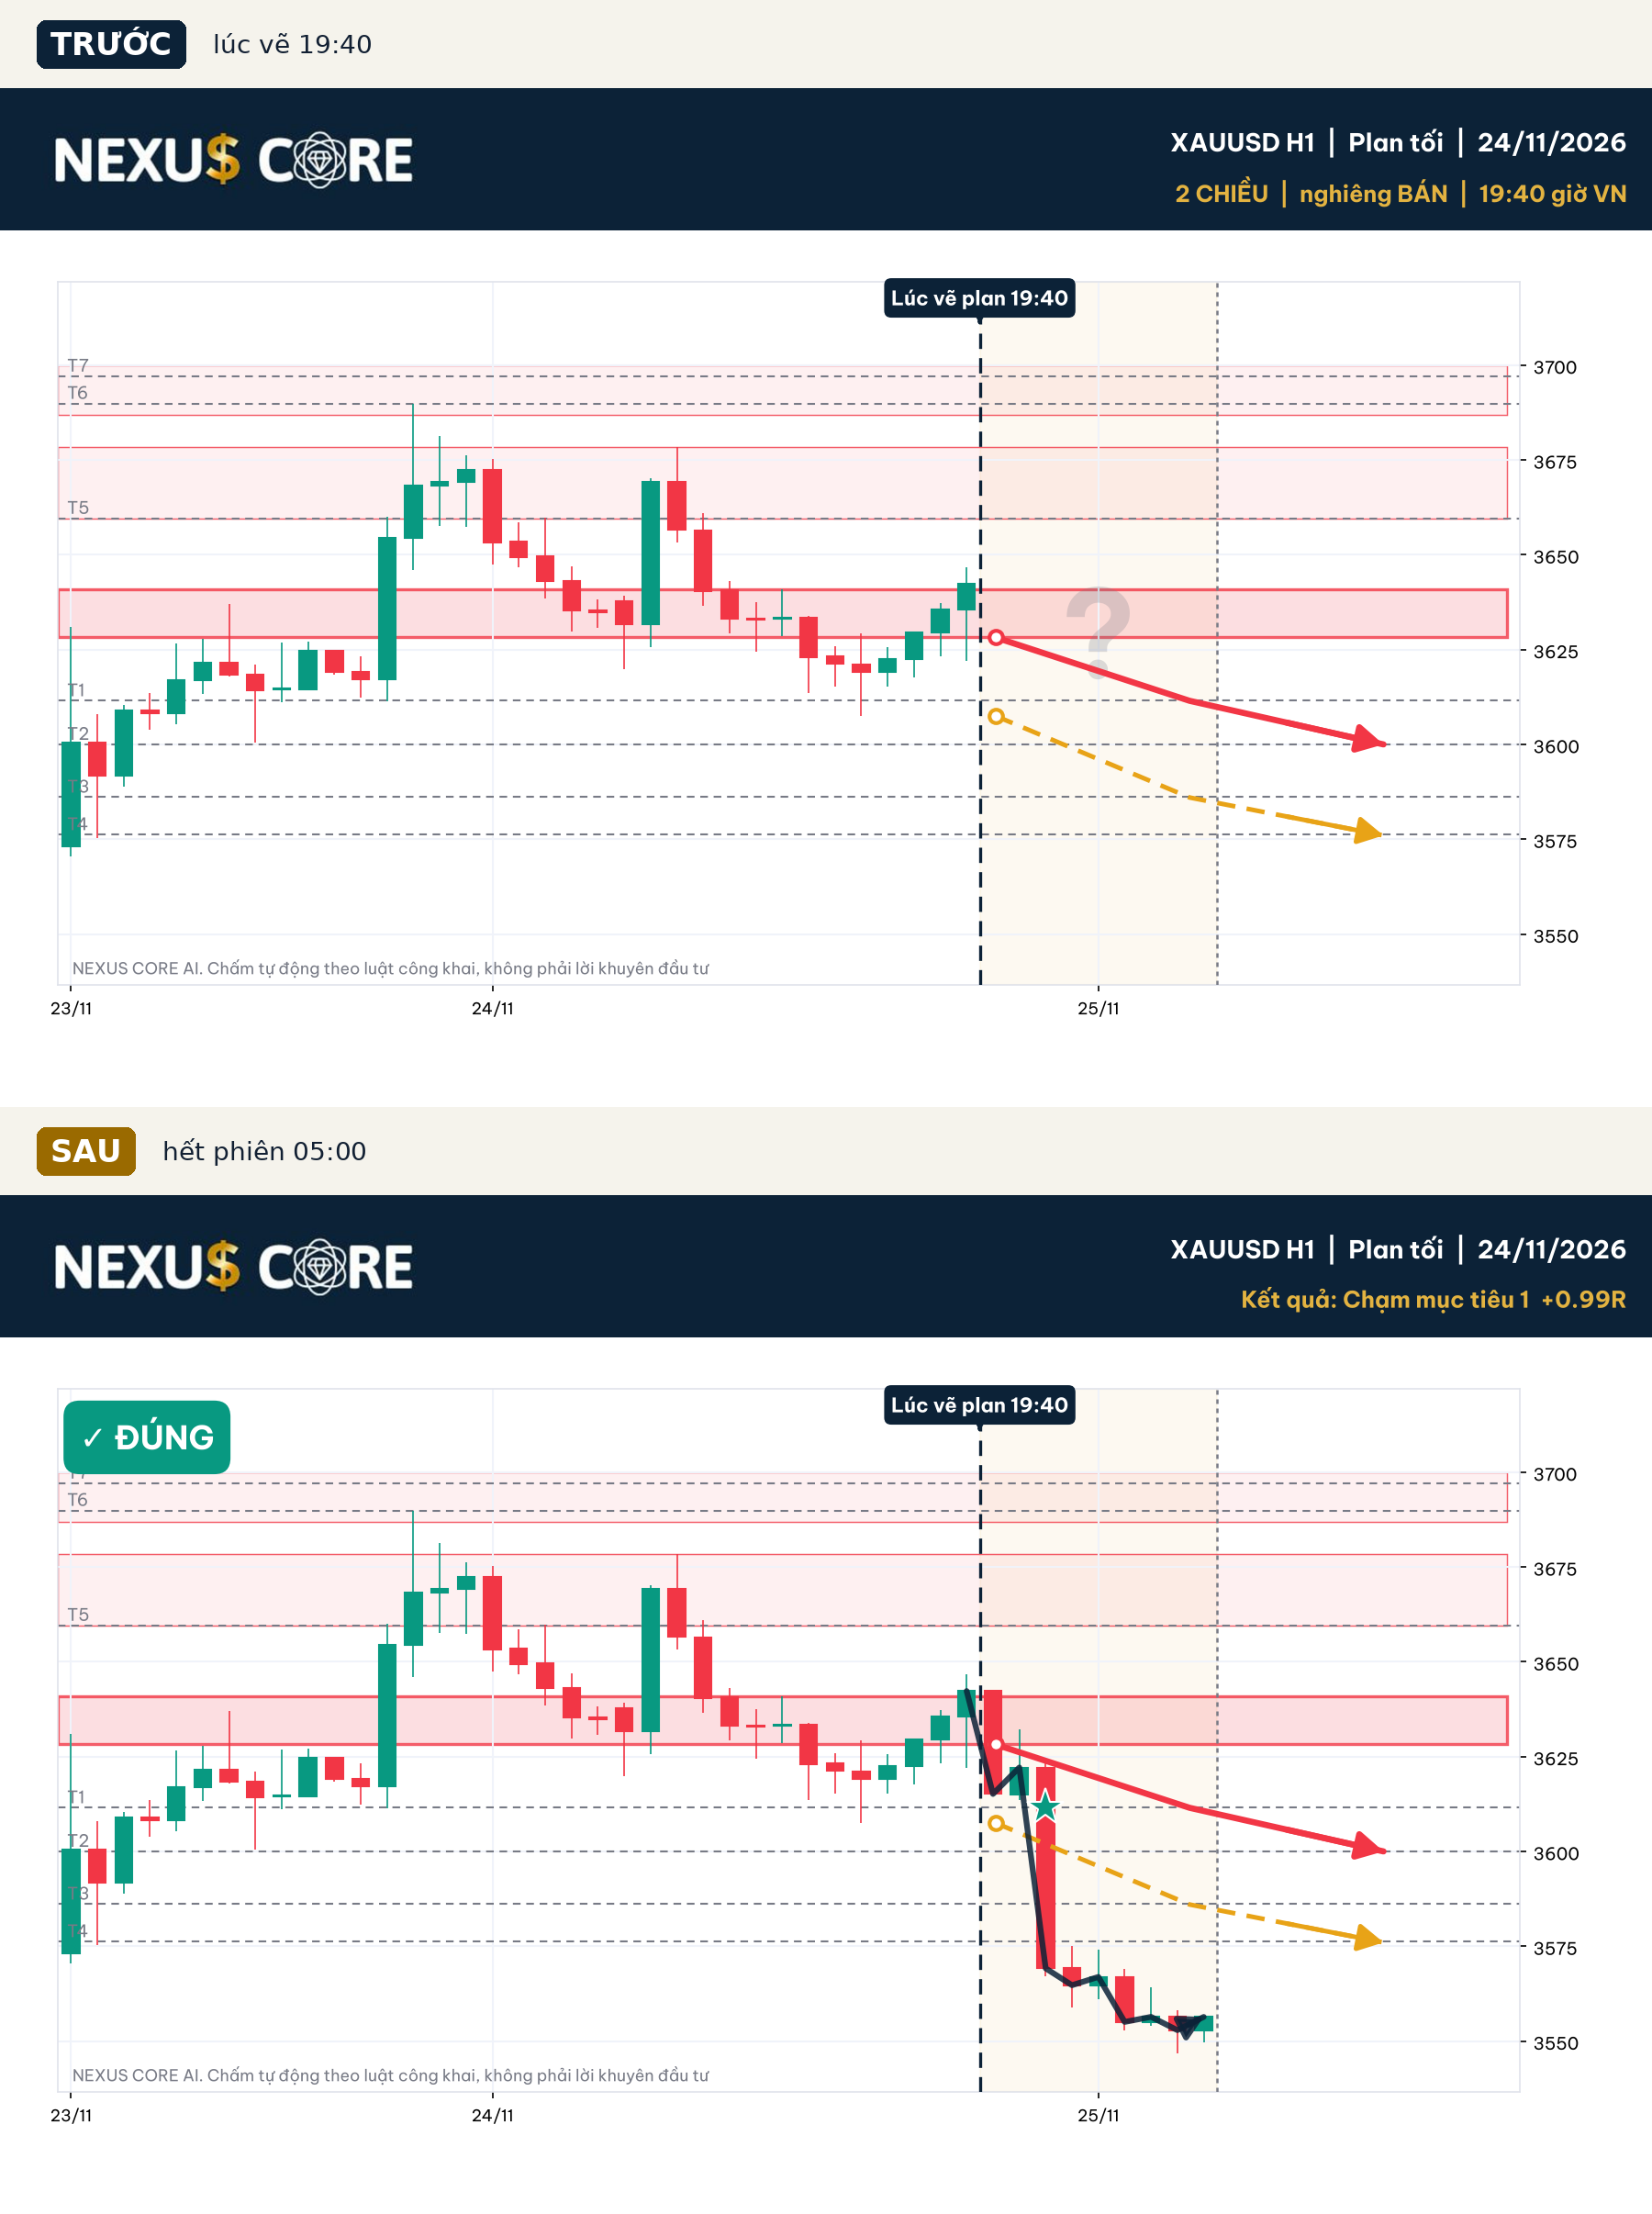 TRƯỚC lúc vẽ 19:40
NEXU$ CORE
XAUUSD H1 | Plan tối | 24/11/2026
2 CHIỀU | nghiêng BÁN | 19:40 giờ VN
Lúc vẽ plan 19:40
T7
T6
T5
T1
T2
T3
T4
?
3700
3675
3650
3625
3600
3575
3550
NEXUS CORE AI. Chấm tự động theo luật công khai, không phải lời khuyên đầu tư
23/11 24/11 25/11
SAU hết phiên 05:00
NEXU$ CORE
XAUUSD H1 | Plan tối | 24/11/2026
Kết quả: Chạm mục tiêu 1 +0.99R
Lúc vẽ plan 19:40
✓ ĐÚNG
T6
T5
T1
T2
T3
T4
3700
3675
3650
3625
3600
3575
3550
NEXUS CORE AI. Chấm tự động theo luật công khai, không phải lời khuyên đầu tư
23/11 24/11 25/11